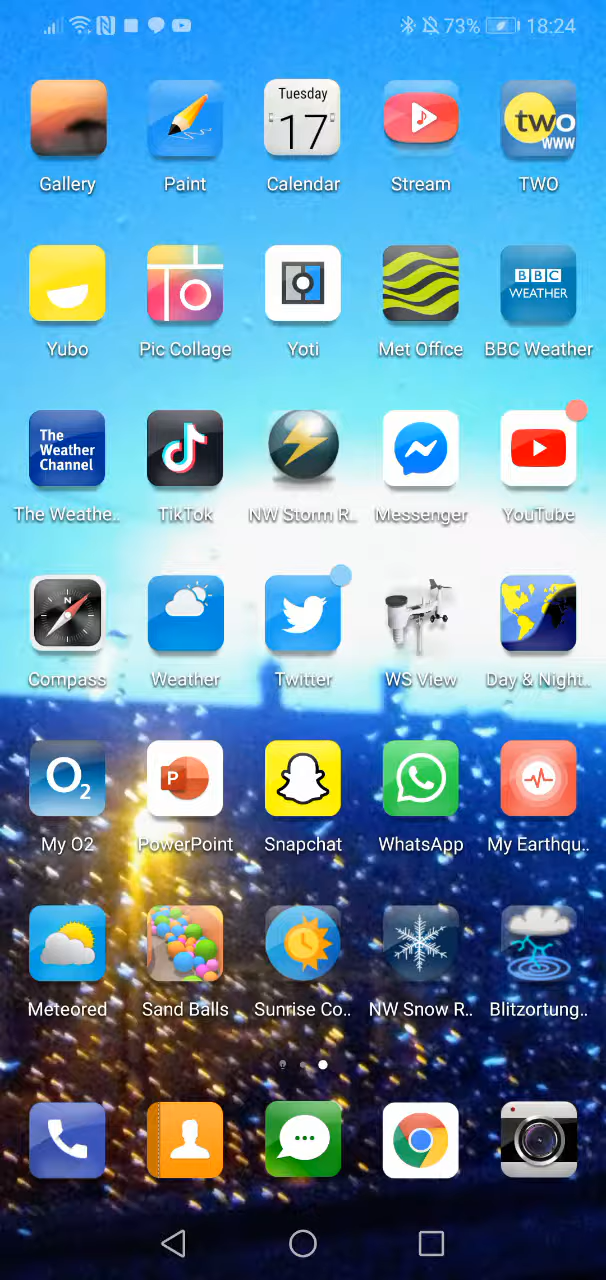 73% 18:24
Tuesday
17
two
www
Gallery Paint Calendar Stream TWO
BBC
WEATHER
Yubo Pic Collage Yoti Met Office BBC Weather
The
Weather
Channel
The Weathe.. TikTok NW Storm R.. Messenger YouTube
N
Compass Weather Twitter WS View Day & Night..
O2
P
My O2 PowerPoint Snapchat WhatsApp My Earthqu..
Meteored Sand Balls Sunrise Co.. NW Snow R.. Blitzortung..